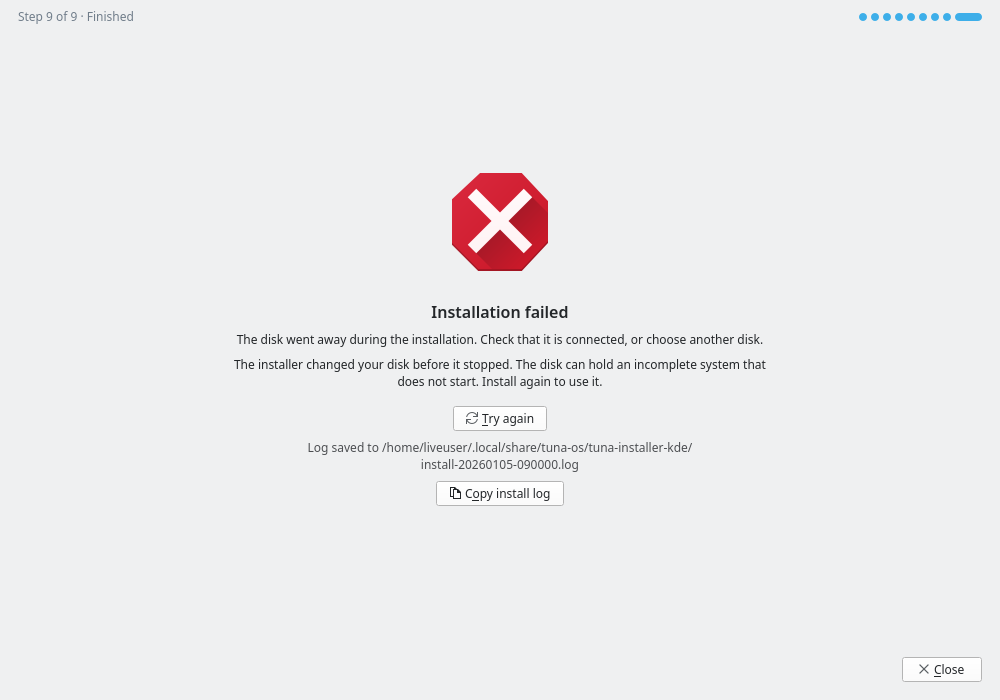 Step 9 of 9 · Finished
Installation failed
The disk went away during the installation. Check that it is connected, or choose another disk.
The installer changed your disk before it stopped. The disk can hold an incomplete system that
does not start. Install again to use it.
Try again
Log saved to /home/liveuser/.local/share/tuna-os/tuna-installer-kde/
install-20260105-090000.log
Copy install log
Close